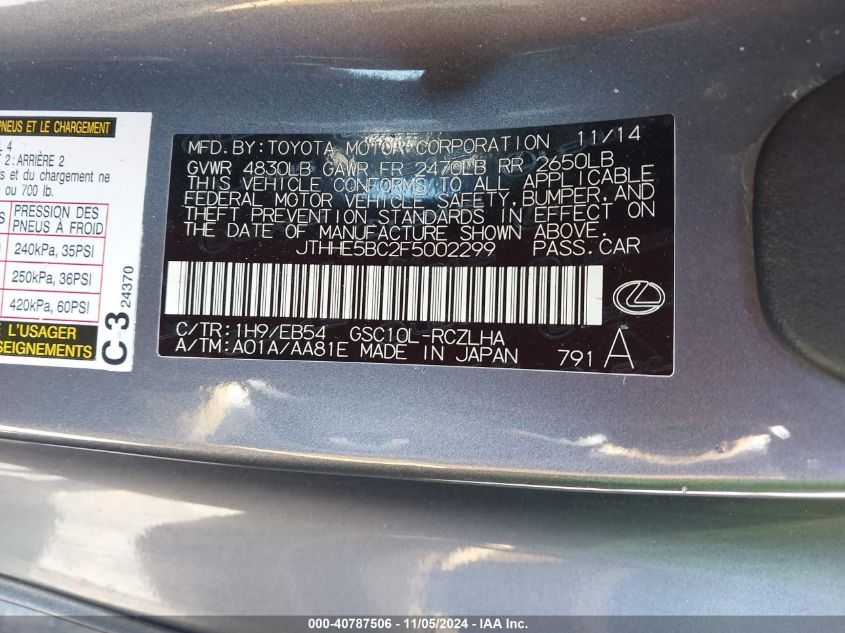 PNEUS ET LE CHARGEMENT
L 4
T 2: ARRIÈRE 2
s et du chargement ne
ou 700 lb.
PRESSION DES
PNEUS À FROID
240kPa, 35PSI
250kPa, 36PSI
420kPa, 60PSI
L'USAGER
SEIGNEMENTS
C-3
24370
MFD. BY: TOYOTA MOTOR CORPORATION 11/14
GVWR 4830LB GAWR FR 2470LB RR 2650LB
THIS VEHICLE CONFORMS TO ALL APPLICABLE
FEDERAL MOTOR VEHICLE SAFETY, BUMPER, AND
THEFT PREVENTION STANDARDS IN EFFECT ON
THE DATE OF MANUFACTURE SHOWN ABOVE.
JTHHE5BC2F5002299 PASS. CAR
C/TR: 1H9/EB54 GSC10L-RCZLHA
A/TM: A01A/AA81E MADE IN JAPAN 791 A
000-40787506 - 11/05/2024 - IAA Inc.